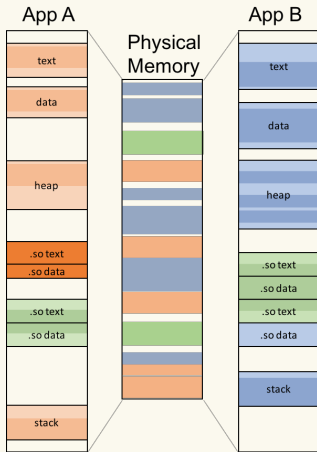 App A
App B
Physical
Memory
text
data
heap
.so text
.so data
.so text
.so data
stack
text
data
heap
.so text
.so data
.so text
.so data
stack